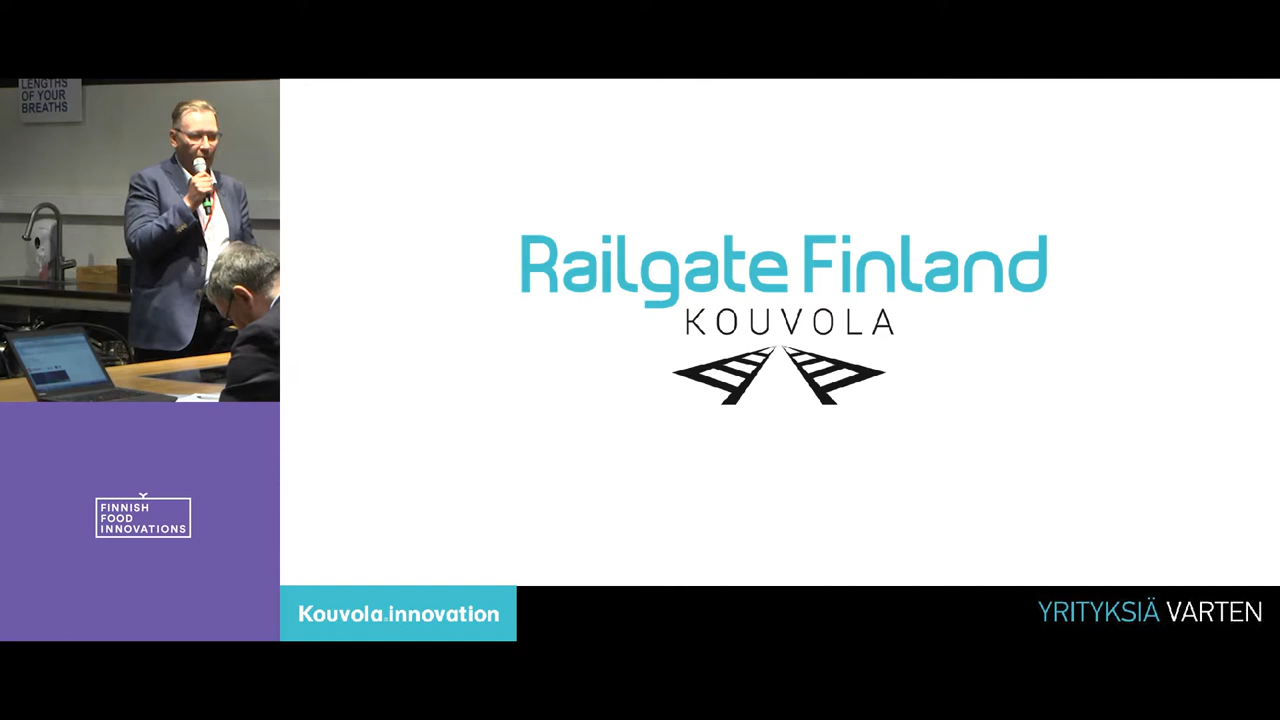 LENGTHS
OF YOUR
BREATHS
Railgate Finland
KOUVOLA
FINNISH
FOOD
INNOVATIONS
Kouvola.innovation
YRITYKSIÄ VARTEN